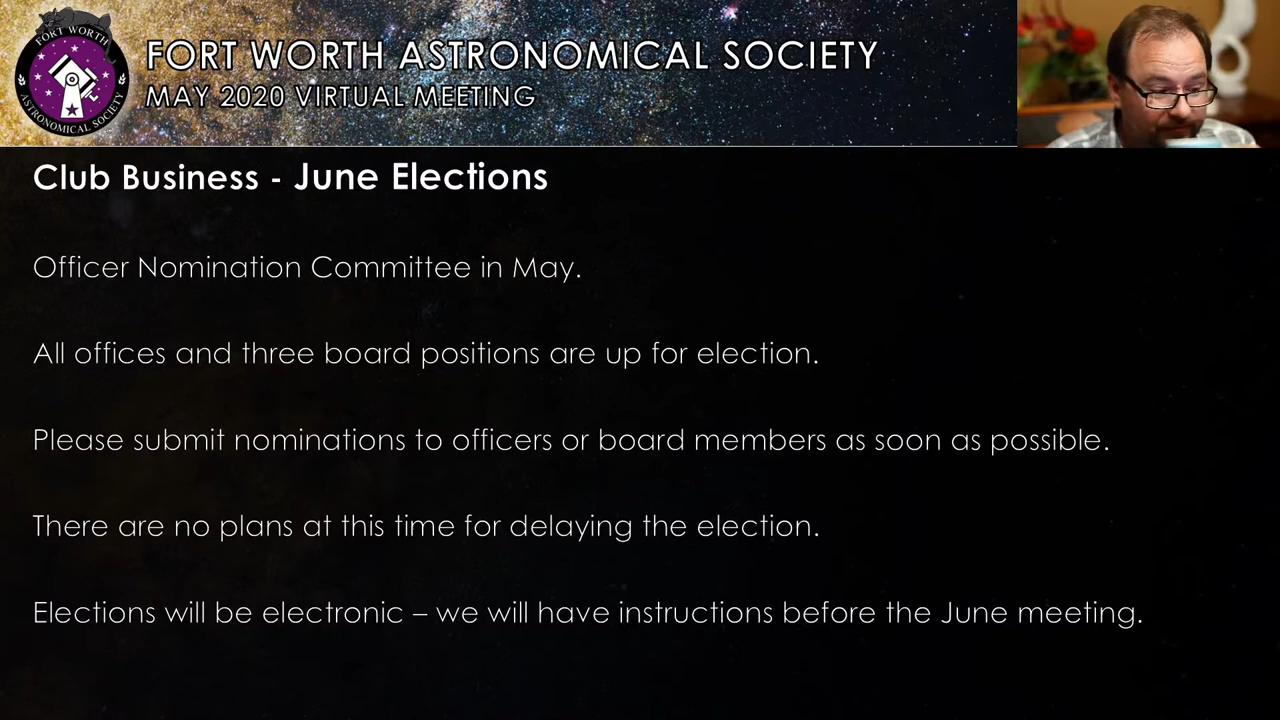 FORT WORTH
ASTRONOMICAL SOCIETY
FORT WORTH ASTRONOMICAL SOCIETY
MAY 2020 VIRTUAL MEETING
Club Business - June Elections
Officer Nomination Committee in May.
All offices and three board positions are up for election.
Please submit nominations to officers or board members as soon as possible.
There are no plans at this time for delaying the election.
Elections will be electronic – we will have instructions before the June meeting.